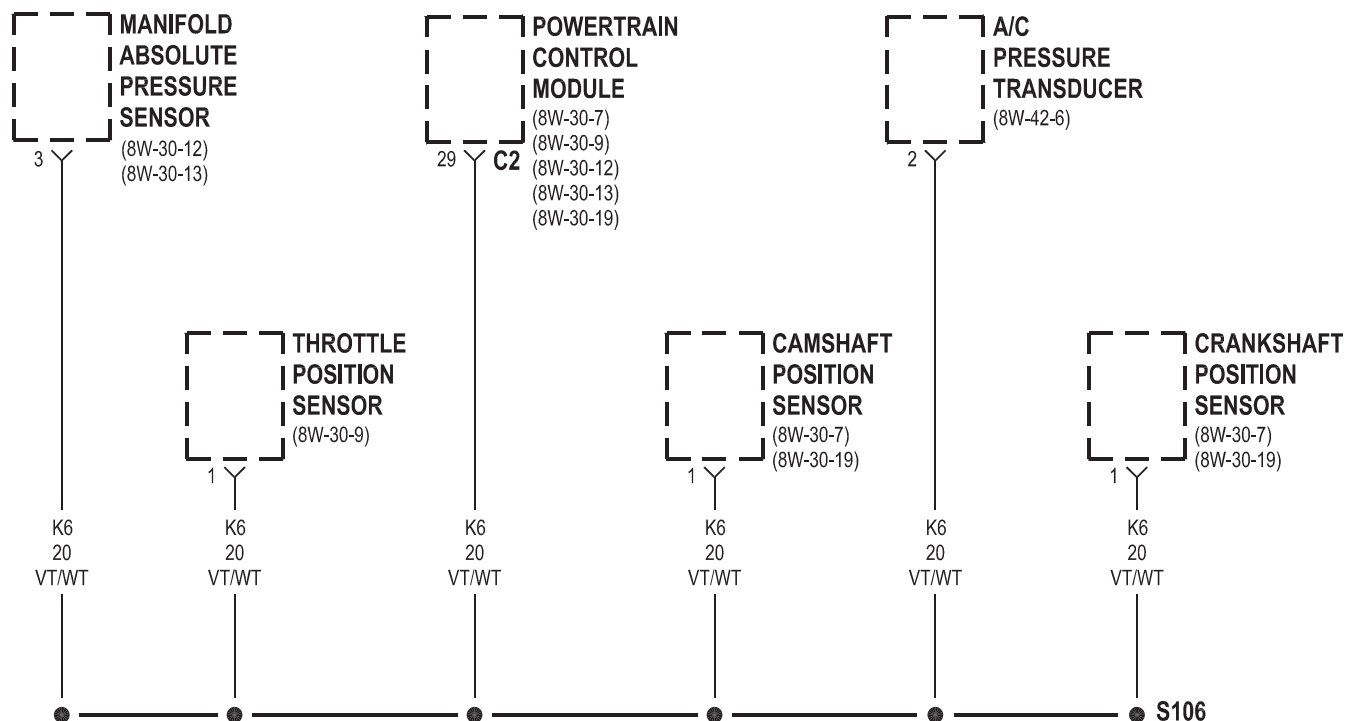 MANIFOLD
ABSOLUTE
PRESSURE
SENSOR
(8W-30-12)
(8W-30-13)
3
POWERTRAIN
CONTROL
MODULE
(8W-30-7)
(8W-30-9)
(8W-30-12)
(8W-30-13)
(8W-30-19)
29 C2
A/C
PRESSURE
TRANSDUCER
(8W-42-6)
2
THROTTLE
POSITION
SENSOR
(8W-30-9)
1
CAMSHAFT
POSITION
SENSOR
(8W-30-7)
(8W-30-19)
1
CRANKSHAFT
POSITION
SENSOR
(8W-30-7)
(8W-30-19)
1
K6
20
VT/WT
K6
20
VT/WT
K6
20
VT/WT
K6
20
VT/WT
K6
20
VT/WT
K6
20
VT/WT
S106